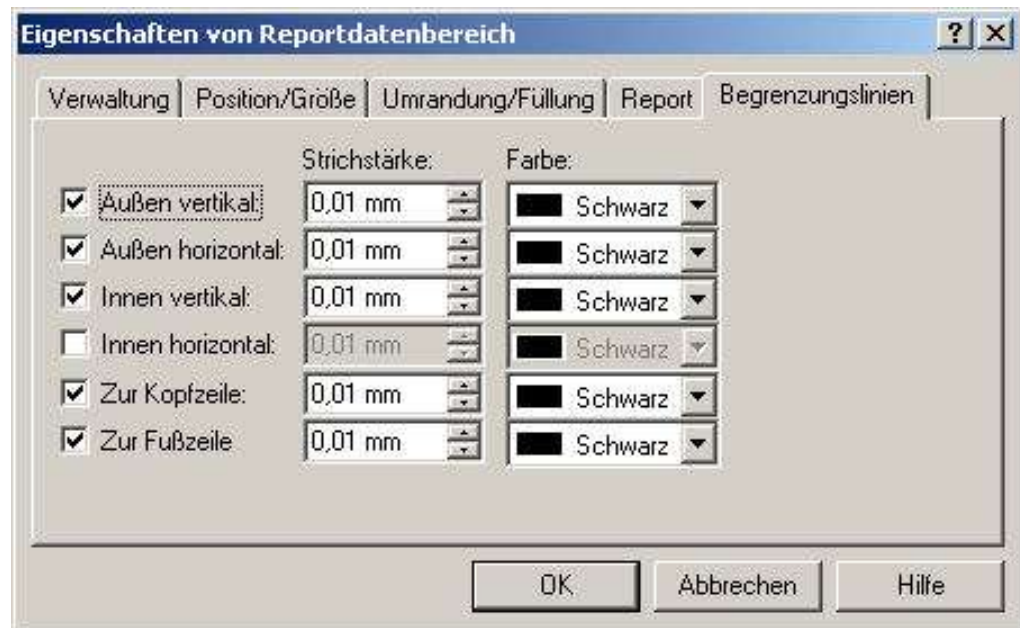 Eigenschaften von Reportdatenbereich
Verwaltung Position/Größe Umrandung/Füllung Report Begrenzungslinien
Strichstärke: Farbe:
Außen vertikal: 0,01 mm Schwarz
Außen horizontal: 0,01 mm Schwarz
Innen vertikal: 0,01 mm Schwarz
Innen horizontal: 0,01 mm Schwarz
Zur Kopfzeile: 0,01 mm Schwarz
Zur Fußzeile 0,01 mm Schwarz
OK Abbrechen Hilfe